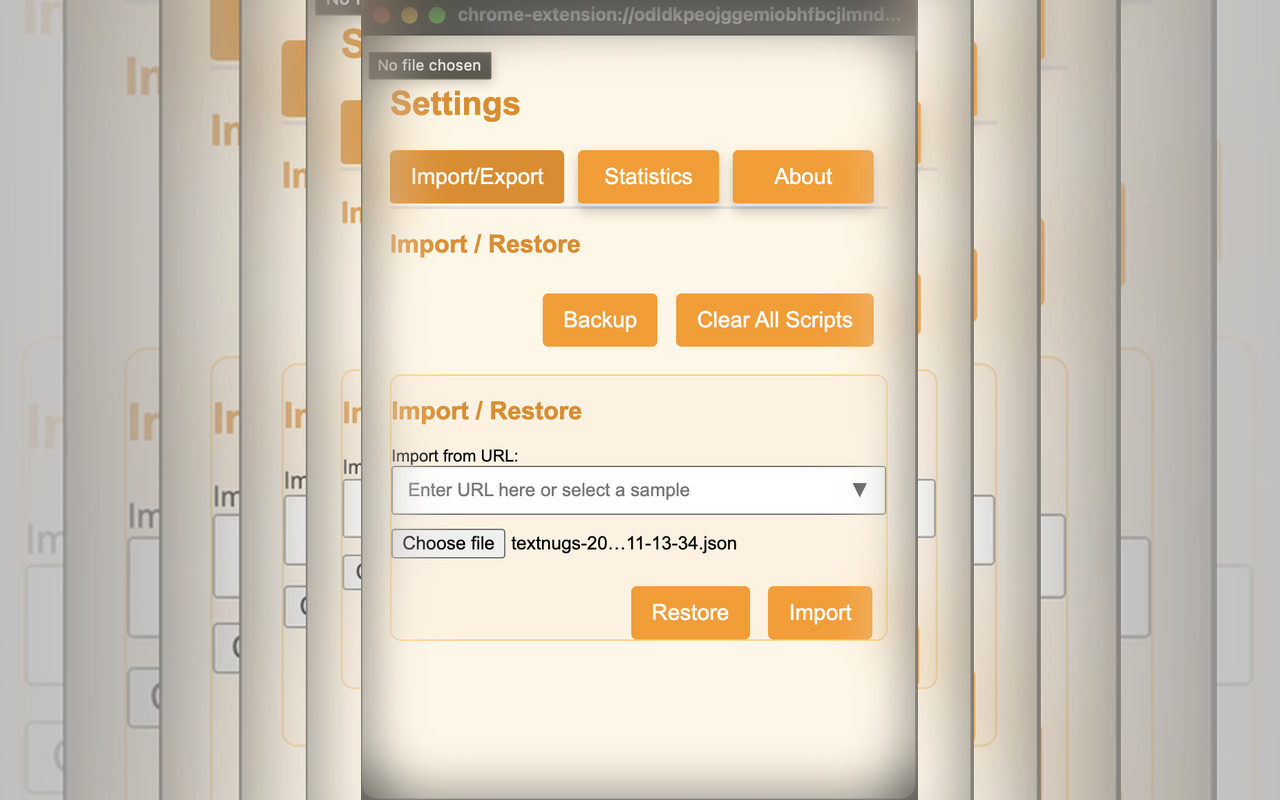 chrome-extension://odldkpeojggemiobhfbcjlmnd...
No file chosen
Settings
Import/Export Statistics About
Import / Restore
Backup Clear All Scripts
Import / Restore
Import from URL:
Enter URL here or select a sample ▼
Choose file textnugs-20...11-13-34.json
Restore Import